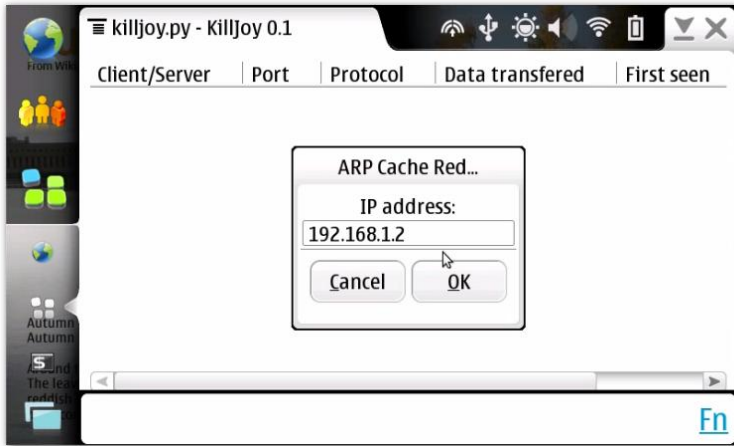 killjoy.py - KillJoy 0.1
From Wiki
Client/Server Port Protocol Data transfered First seen
ARP Cache Red...
IP address:
192.168.1.2
Cancel OK
Autumn
Autumn
S
The lea
reddish
Fn